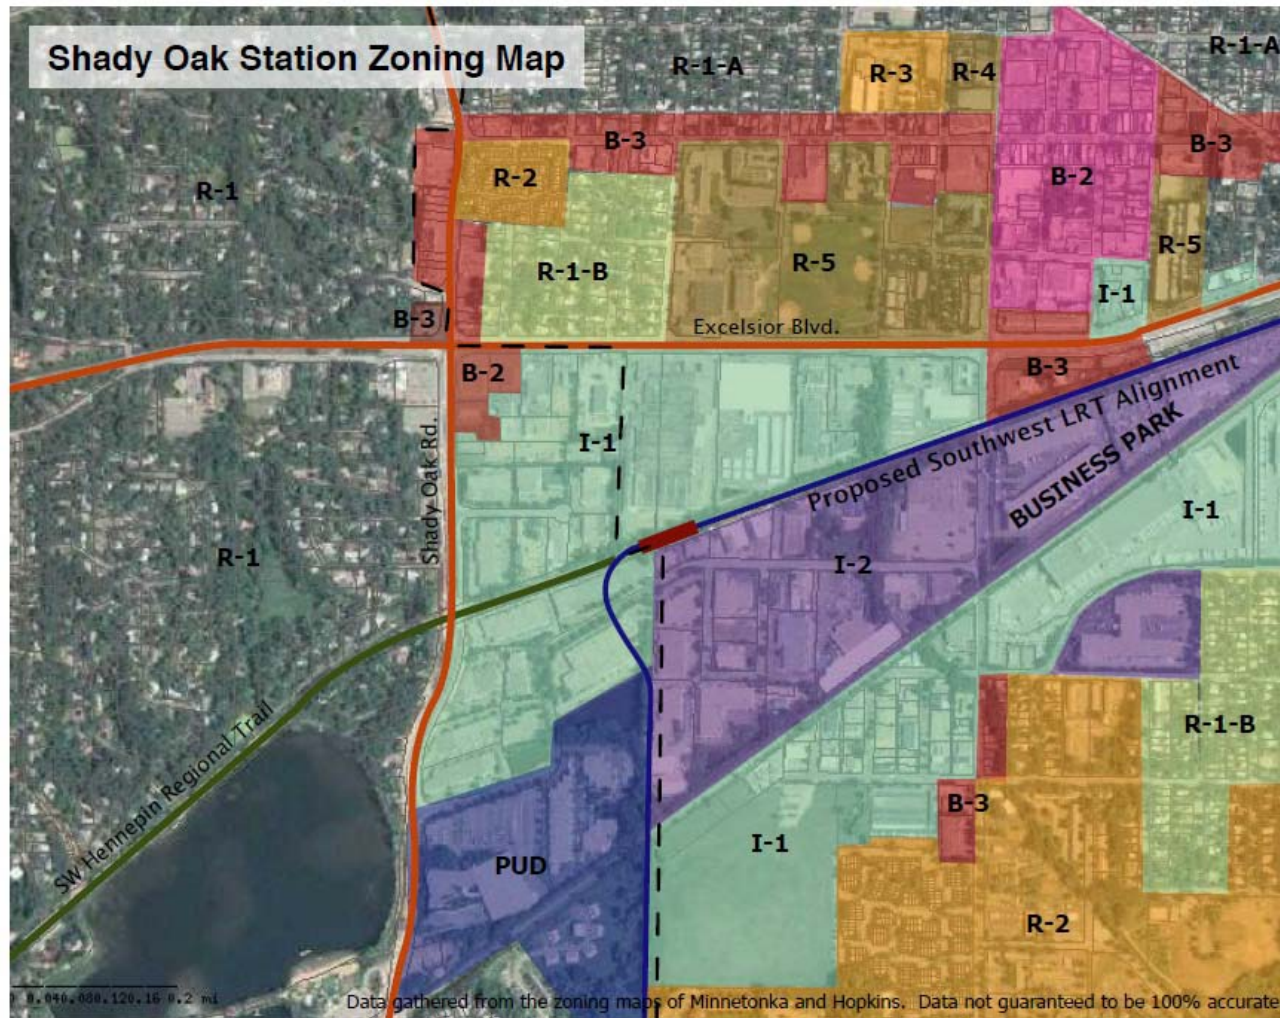 Shady Oak Station Zoning Map
R-1-A
R-1-A
R-3
R-4
B-3
B-3
R-2
R-1
B-2
R-1-B
R-5
R-5
I-1
B-3
Excelsior Blvd.
B-2
B-3
Proposed Southwest LRT Alignment
BUSINESS PARK
I-1
Shady Oak Rd.
I-1
R-1
I-2
SW Hennepin Regional Trail
R-1-B
B-3
I-1
PUD
R-2
0.2 mi
Data gathered from the zoning maps of Minnetonka and Hopkins. Data not guaranteed to be 100% accurate